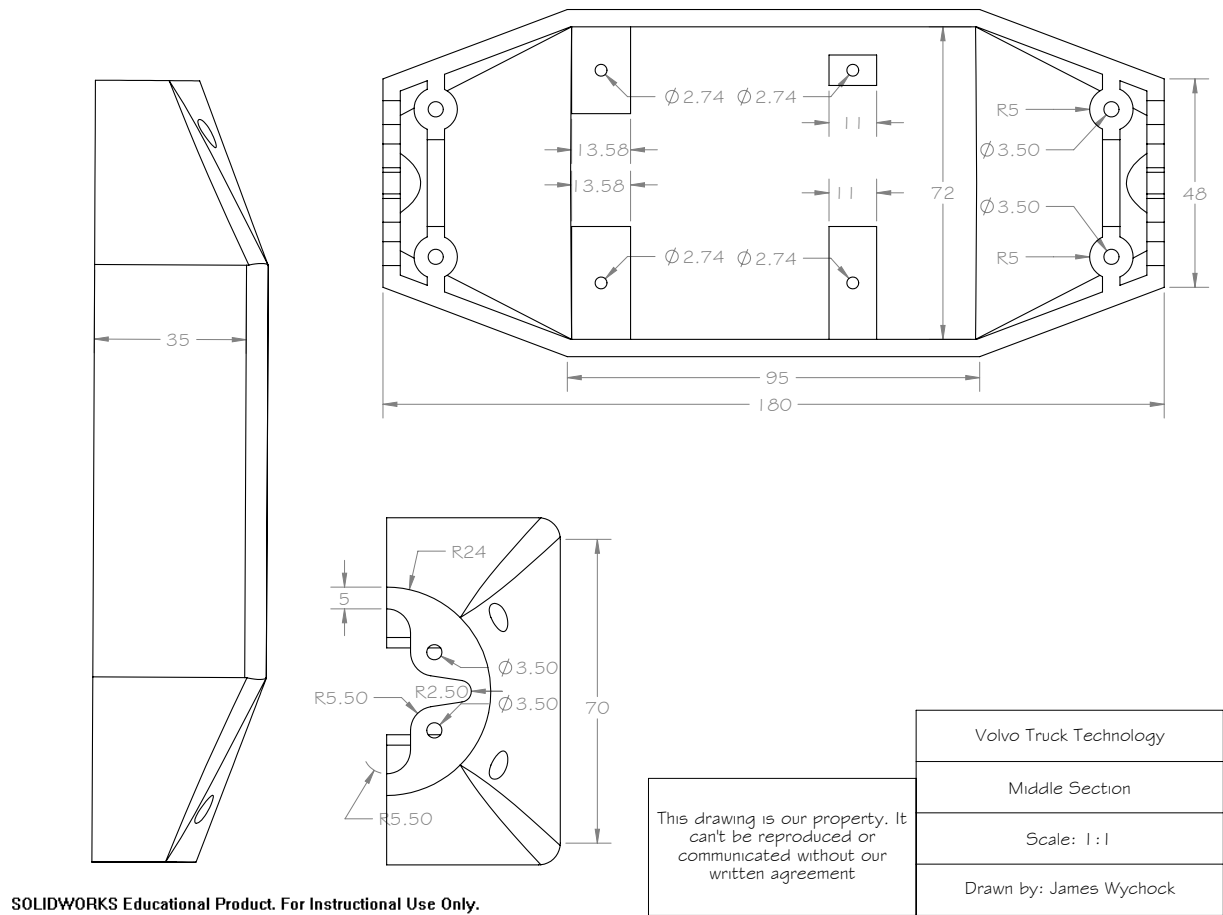 Ø2.74 Ø2.74
R5
11
13.58
Ø3.50
13.58
11
72
48
Ø3.50
Ø2.74 Ø2.74
R5
35
95
180
R24
5
Ø3.50
R5.50
R2.50
Ø3.50
70
R5.50
This drawing is our property. It
can't be reproduced or
communicated without our
written agreement
Volvo Truck Technology
Middle Section
Scale: 1:1
Drawn by: James Wychock
SOLIDWORKS Educational Product. For Instructional Use Only.